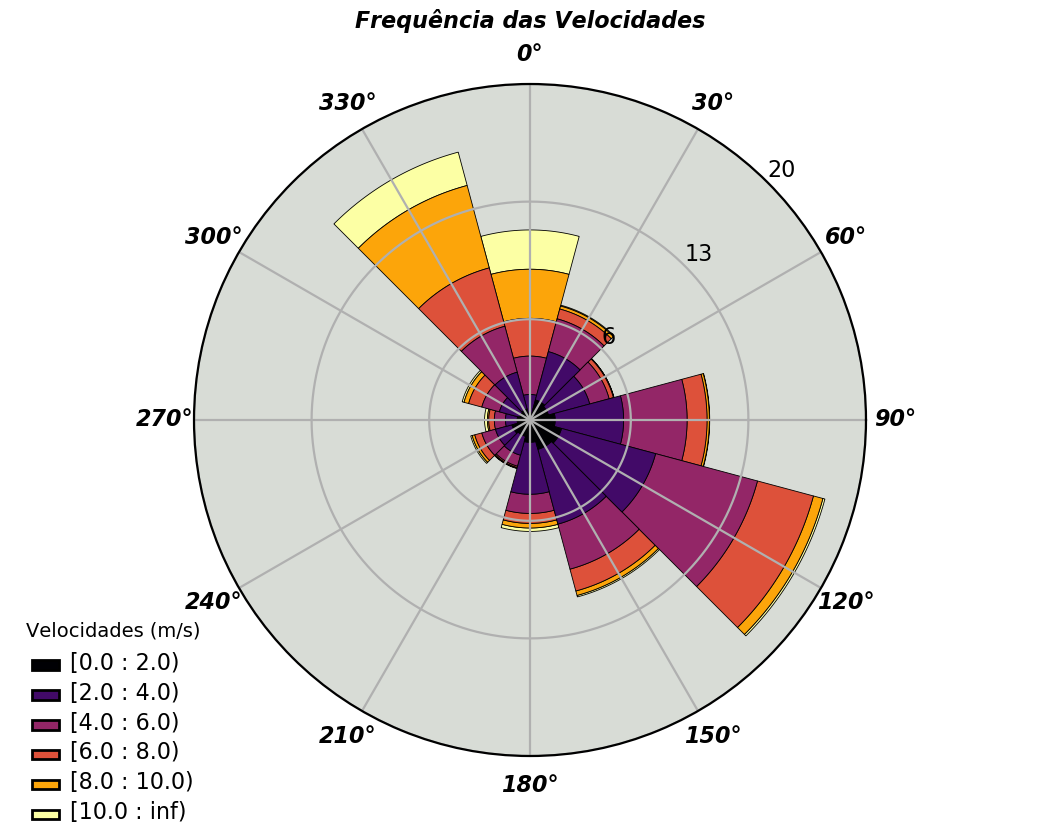 Frequência das Velocidades
0°
330°
30°
20
300°
60°
13
6
270°
90°
240°
120°
210°
150°
180°
Velocidades (m/s)
[0.0 : 2.0)
[2.0 : 4.0)
[4.0 : 6.0)
[6.0 : 8.0)
[8.0 : 10.0)
[10.0 : inf)